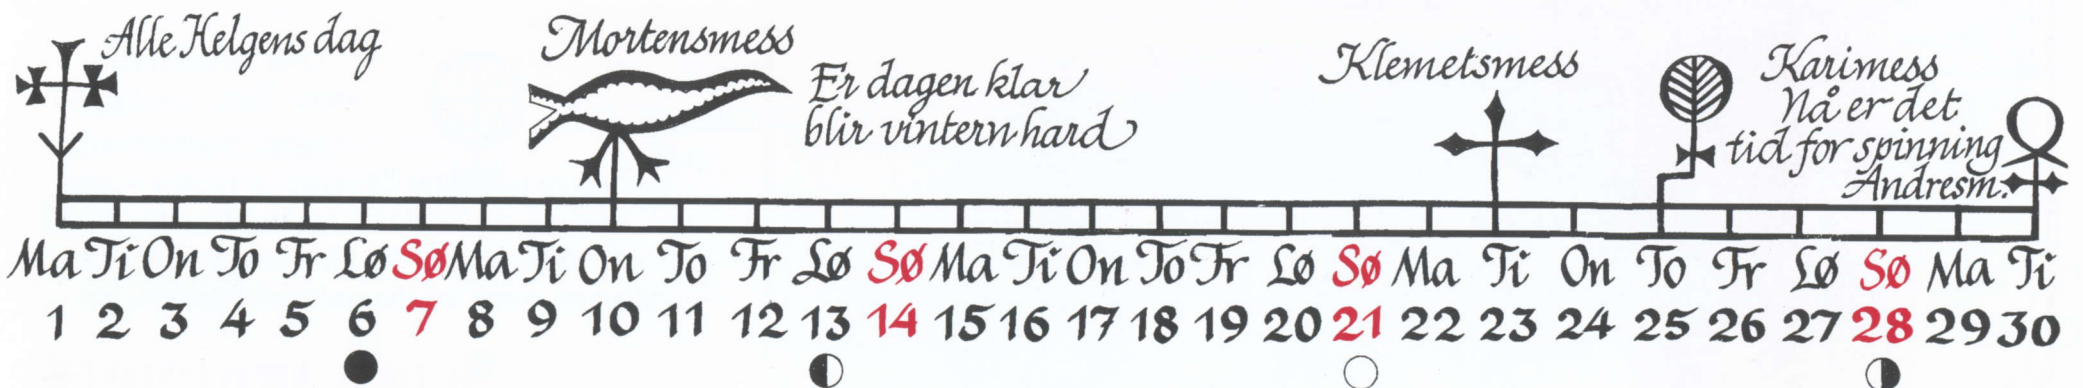 Alle Helgens dag
Mortensmess
Er dagen klar
blir vintern hard
Klemetsmess
Karimess
Nå er det
tid for spinning
Andresm.
Ma Ti On To Fr Lø Sø Ma Ti On To Fr Lø Sø Ma Ti On To Fr Lø Sø Ma Ti On To Fr Lø Sø Ma Ti
1 2 3 4 5 6 7 8 9 10 11 12 13 14 15 16 17 18 19 20 21 22 23 24 25 26 27 28 29 30